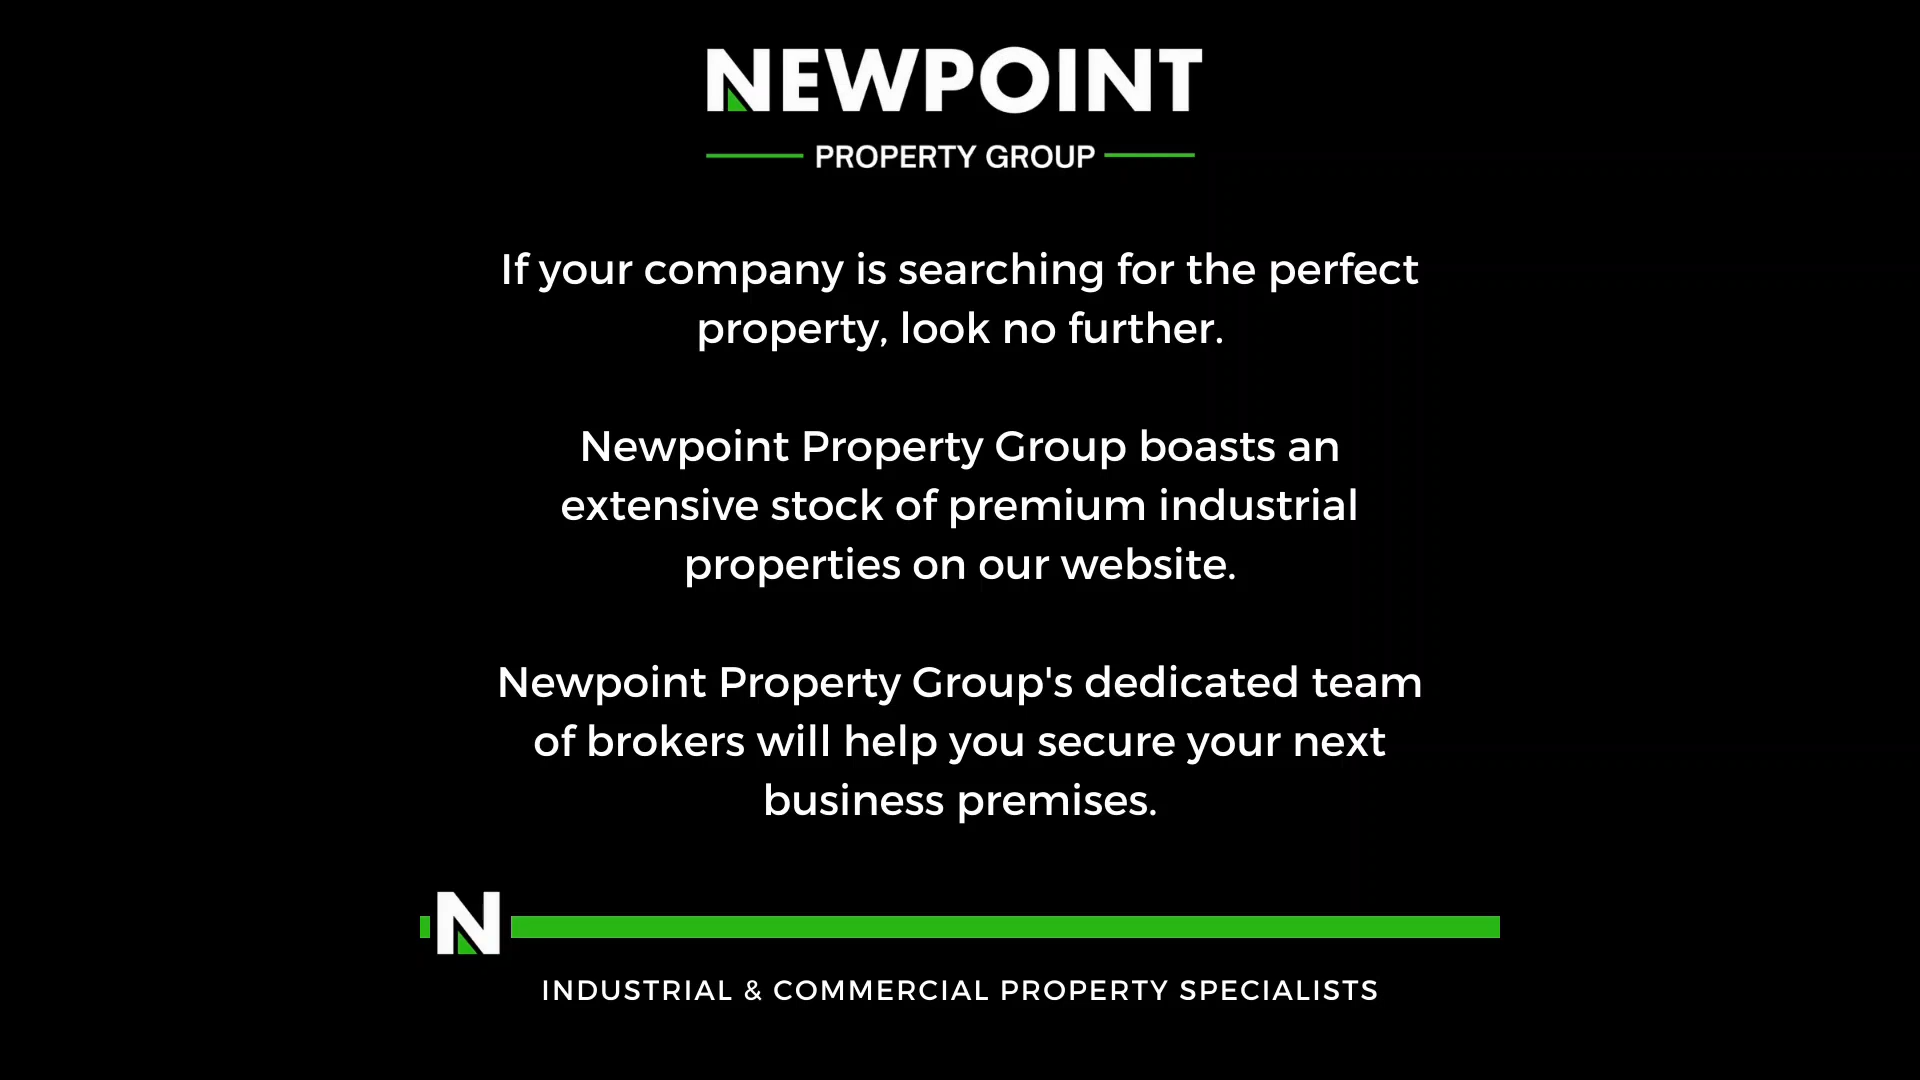 NEWPOINT
PROPERTY GROUP
If your company is searching for the perfect
property, look no further.
Newpoint Property Group boasts an
extensive stock of premium industrial
properties on our website.
Newpoint Property Group's dedicated team
of brokers will help you secure your next
business premises.
N
INDUSTRIAL & COMMERCIAL PROPERTY SPECIALISTS